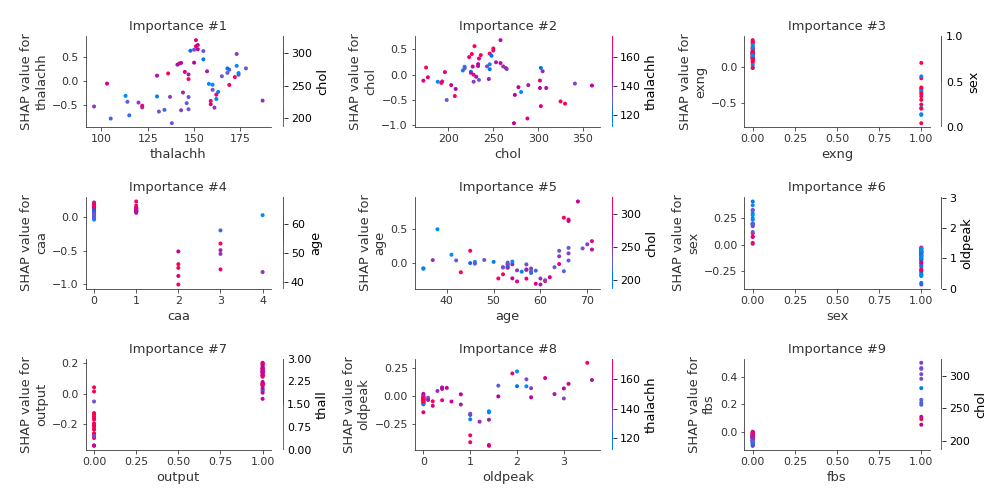 Importance #1
SHAP value for
thalachh
0.5
0.0
−0.5
100
125
150
175
thalachh
300
250
200
chol
Importance #2
SHAP value for
chol
0.5
0.0
−0.5
−1.0
200
250
300
350
chol
160
140
120
thalachh
Importance #3
SHAP value for
exng
0.0
−0.5
0.00
0.25
0.50
0.75
1.00
exng
1.0
0.5
0.0
sex
Importance #4
SHAP value for
caa
0.0
−0.5
−1.0
0
1
2
3
4
caa
60
50
40
age
Importance #5
SHAP value for
age
0.5
0.0
40
50
60
70
age
300
250
200
chol
Importance #6
SHAP value for
sex
0.25
0.00
−0.25
0.00
0.25
0.50
0.75
1.00
sex
3
2
1
0
oldpeak
Importance #7
SHAP value for
output
0.2
0.0
−0.2
0.00
0.25
0.50
0.75
1.00
output
3.00
2.25
1.50
0.75
0.00
thall
Importance #8
SHAP value for
oldpeak
0.25
0.00
−0.25
0
1
2
3
oldpeak
160
140
120
thalachh
Importance #9
SHAP value for
fbs
0.4
0.2
0.0
0.00
0.25
0.50
0.75
1.00
fbs
300
250
200
chol